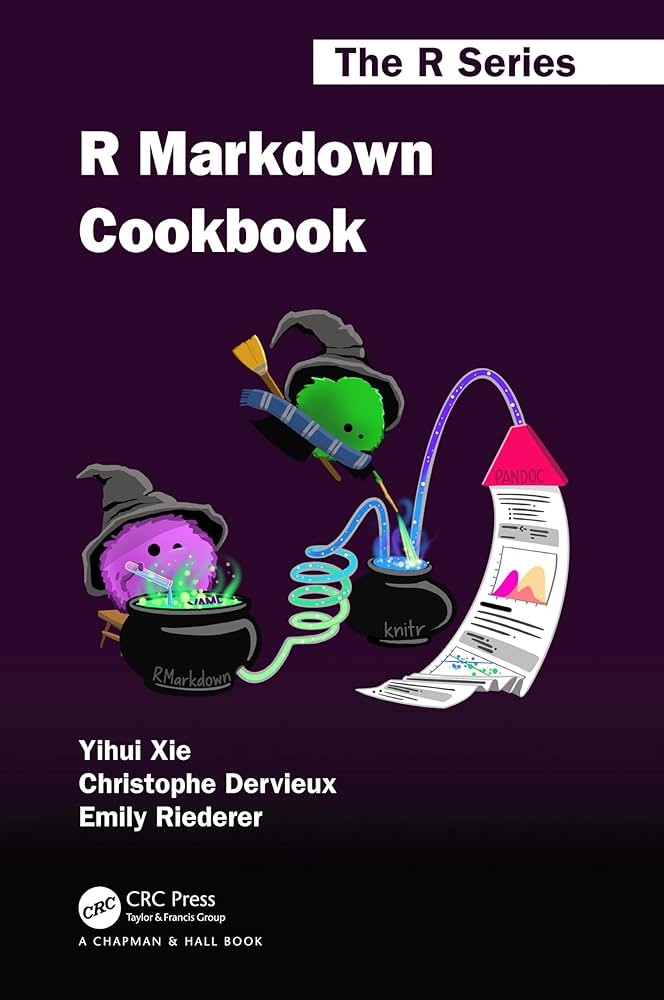 The R Series
R Markdown
Cookbook
PANDOC
YAML
knitr
RMarkdown
Yihui Xie
Christophe Dervieux
Emily Riederer
CRC
CRC Press
Taylor & Francis Group
A CHAPMAN & HALL BOOK